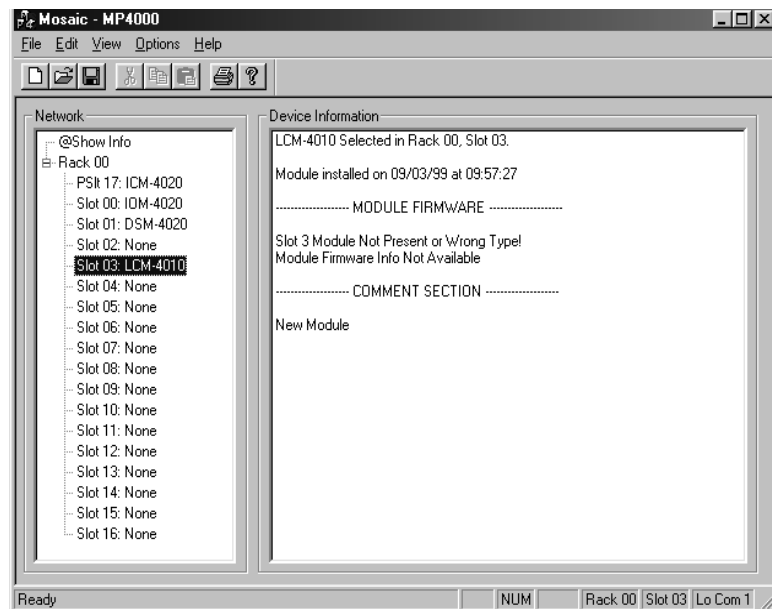 Mosaic - MP4000
File Edit View Options Help
Network
@Show Info
Rack 00
PSlt 17: ICM-4020
Slot 00: IOM-4020
Slot 01: DSM-4020
Slot 02: None
Slot 03: LCM-4010
Slot 04: None
Slot 05: None
Slot 06: None
Slot 07: None
Slot 08: None
Slot 09: None
Slot 10: None
Slot 11: None
Slot 12: None
Slot 13: None
Slot 14: None
Slot 15: None
Slot 16: None
Device Information
LCM-4010 Selected in Rack 00, Slot 03.
Module installed on 09/03/99 at 09:57:27
------------------- MODULE FIRMWARE -------------------
Slot 3 Module Not Present or Wrong Type!
Module Firmware Info Not Available
------------------- COMMENT SECTION -------------------
New Module
Ready NUM Rack 00 Slot 03 Lo Com 1